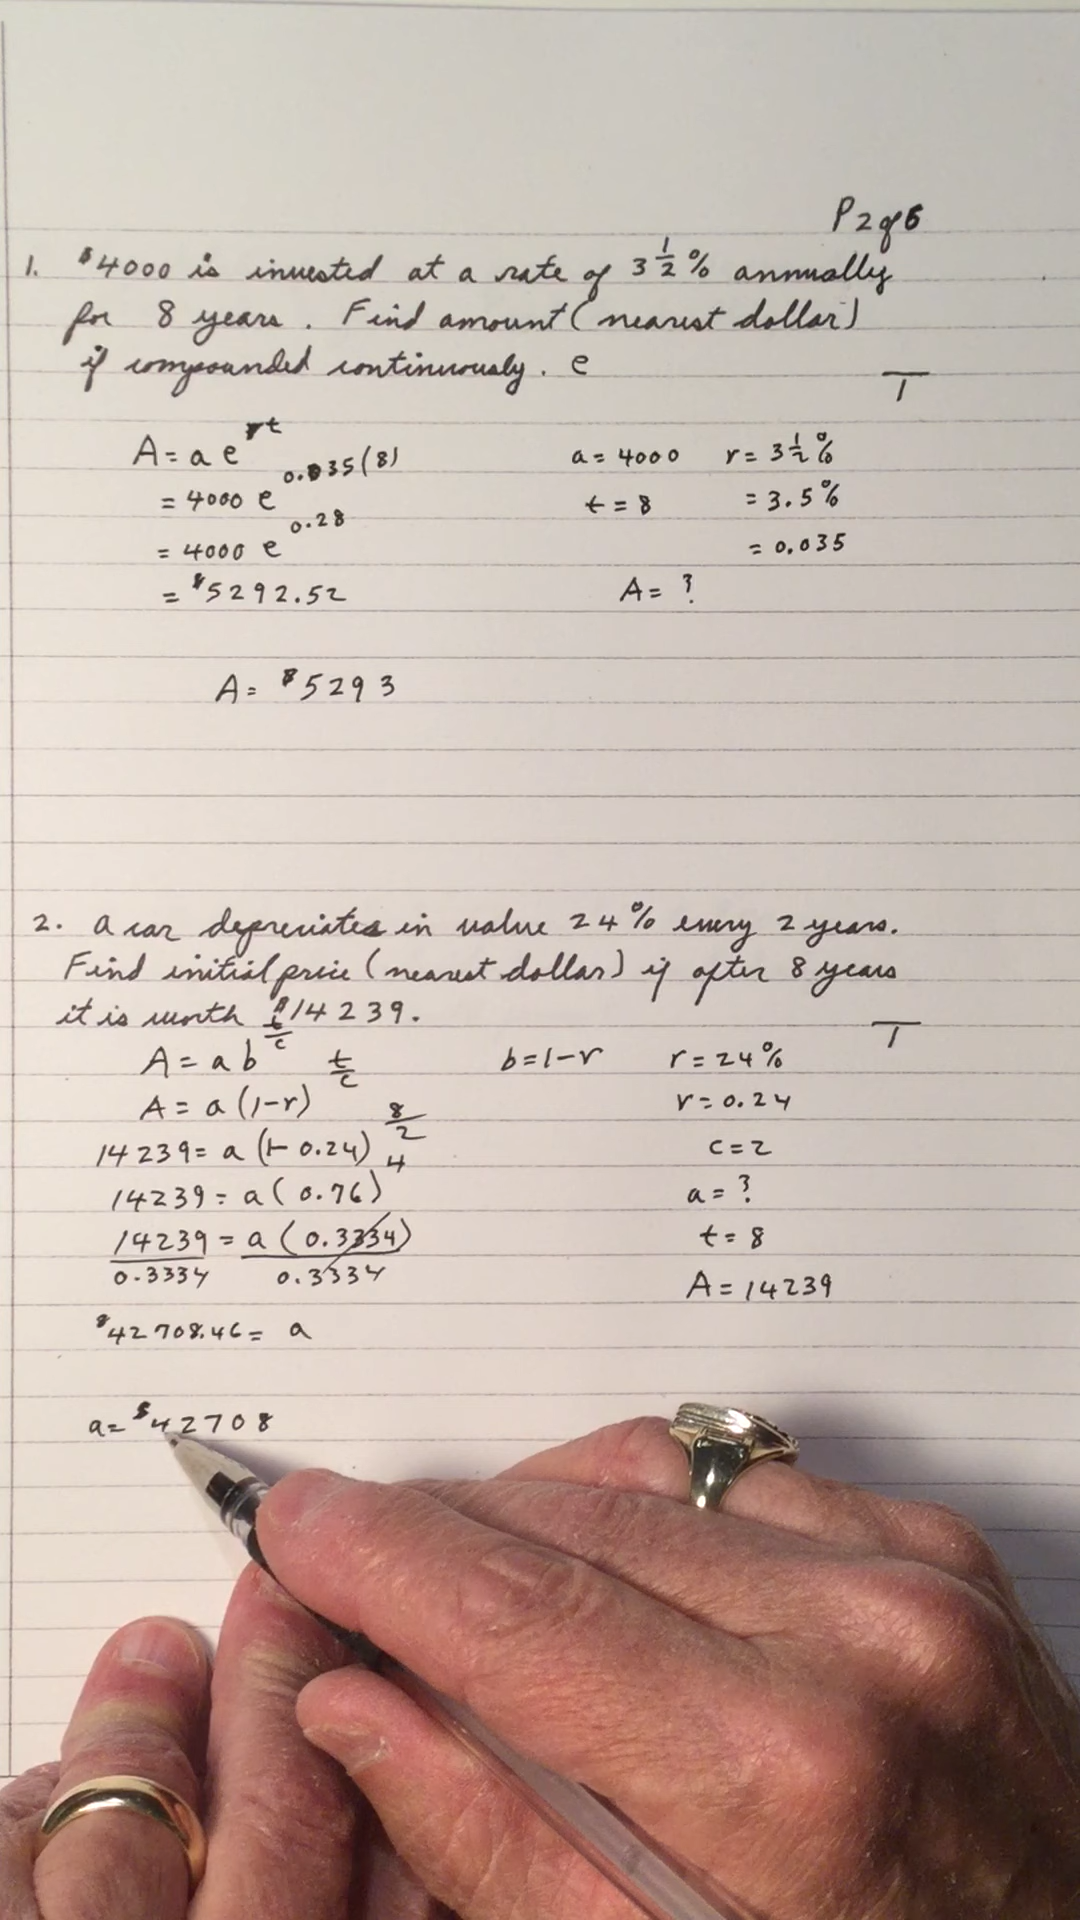 P2 of 6
1. $4000 is invested at a rate of 3 1/2 % annually
for 8 years. Find amount (nearest dollar)
if compounded continuously. e
T
A = a e^rt
a = 4000 r = 3 1/2 %
= 4000 e^0.035(8)
t = 8 = 3.5%
= 4000 e^0.28
= 0.035
= $5292.52
A = ?
A = $5293
2. A car depreciates in value 24% every 2 years.
Find initial price (nearest dollar) if after 8 years
it is worth $14239.
T
A = a b^t/c b = 1-r r = 24%
A = a (1-r)^t/c r = 0.24
14239 = a (1-0.24)^8/2 c = 2
14239 = a (0.76)^4 a = ?
14239 = a (0.3334) t = 8
0.3334 0.3334
A = 14239
$42708.46 = a
a = $42708